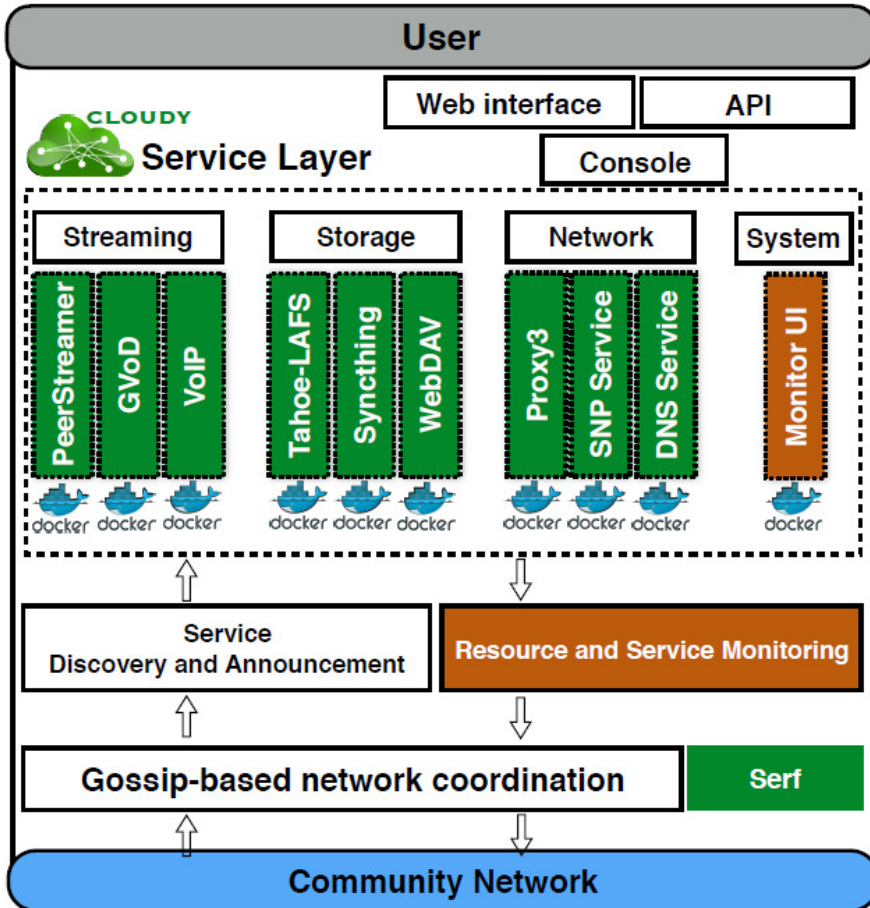 User
Web interface
API
CLOUDY
Service Layer
Console
Streaming
Storage
Network
System
PeerStreamer
GVoD
VoIP
Tahoe-LAFS
Syncthing
WebDAV
Proxy3
SNP Service
DNS Service
Monitor UI
docker
docker
docker
docker
docker
docker
docker
docker
docker
docker
Service
Discovery and Announcement
Resource and Service Monitoring
Gossip-based network coordination
Serf
Community Network